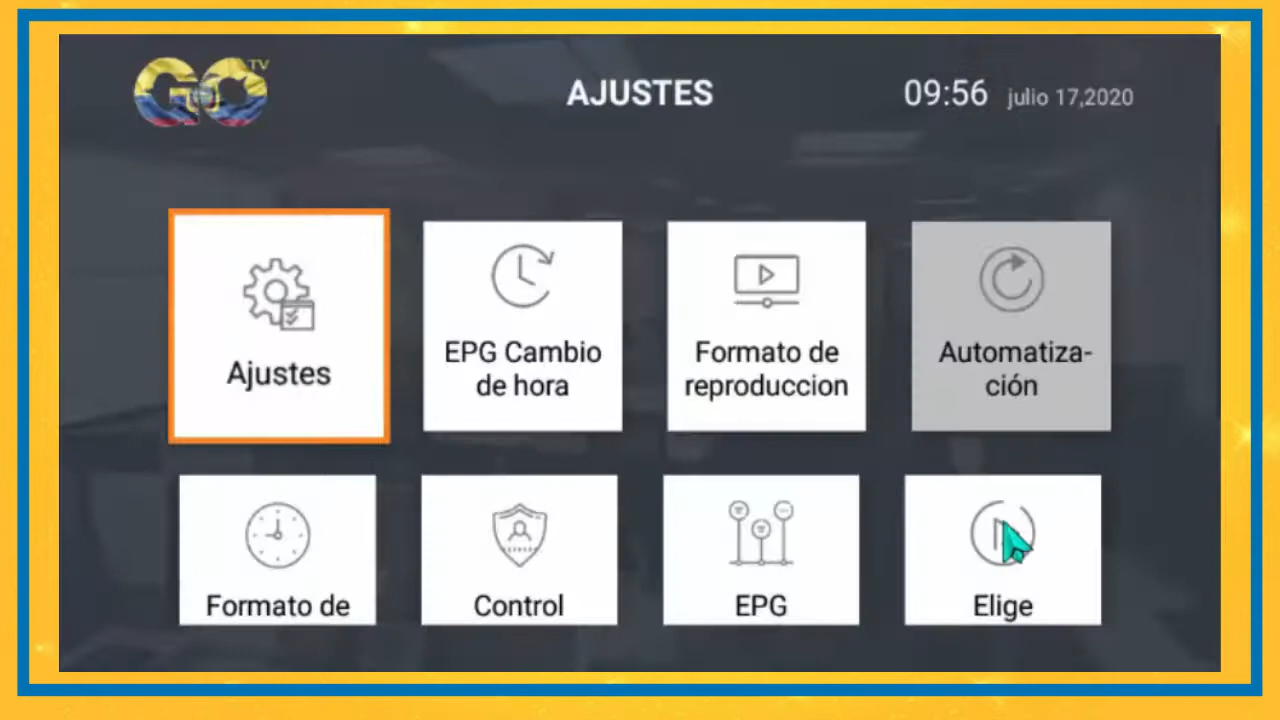 GO TV
AJUSTES
09:56 julio 17,2020
Ajustes
EPG Cambio
de hora
Formato de
reproduccion
Automatiza-
ción
Formato de
Control
EPG
Elige